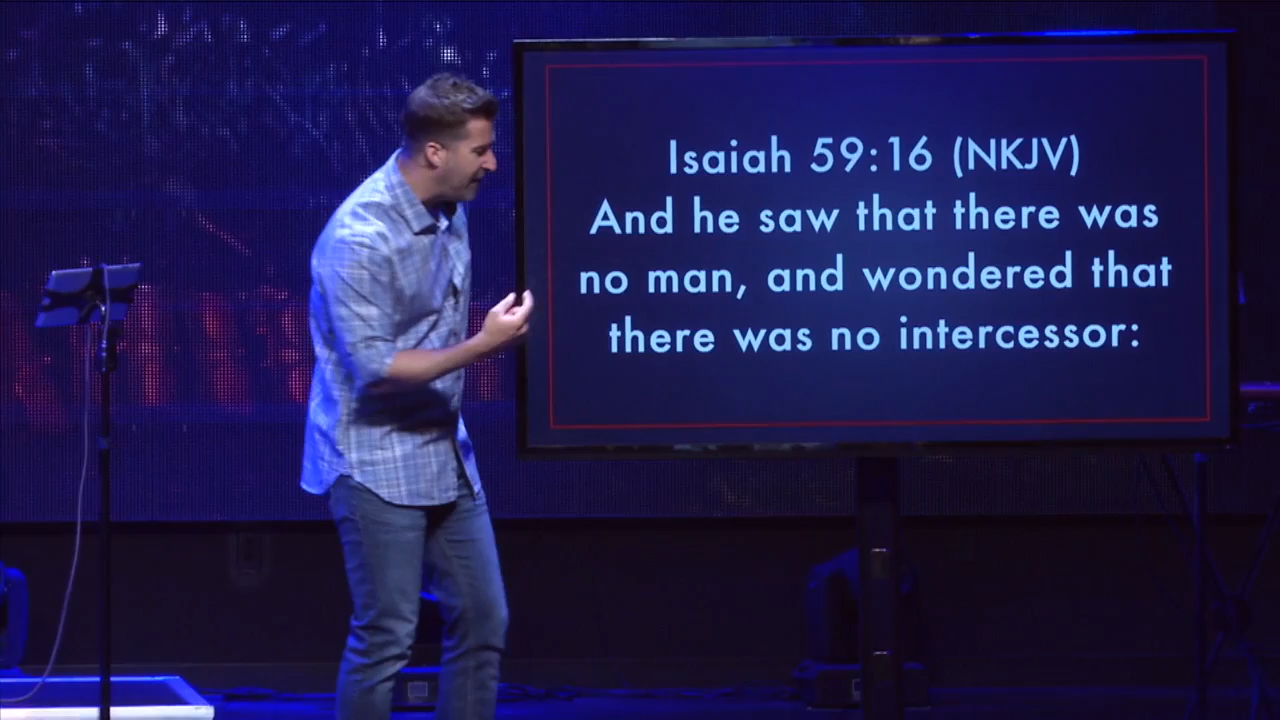 Isaiah 59:16 (NKJV)
And he saw that there was
no man, and wondered that
there was no intercessor: